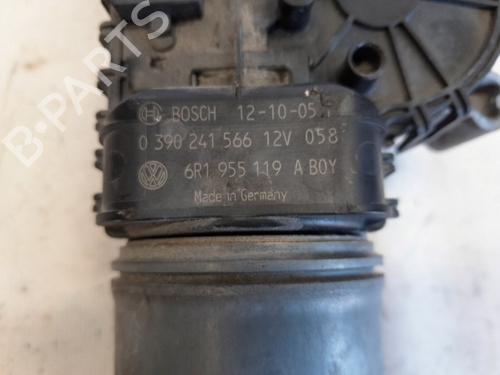 BOSCH 12-10-05
0 390 241 566 12V 058
6R1 955 119 A BOY
Made in Germany
B-Parts